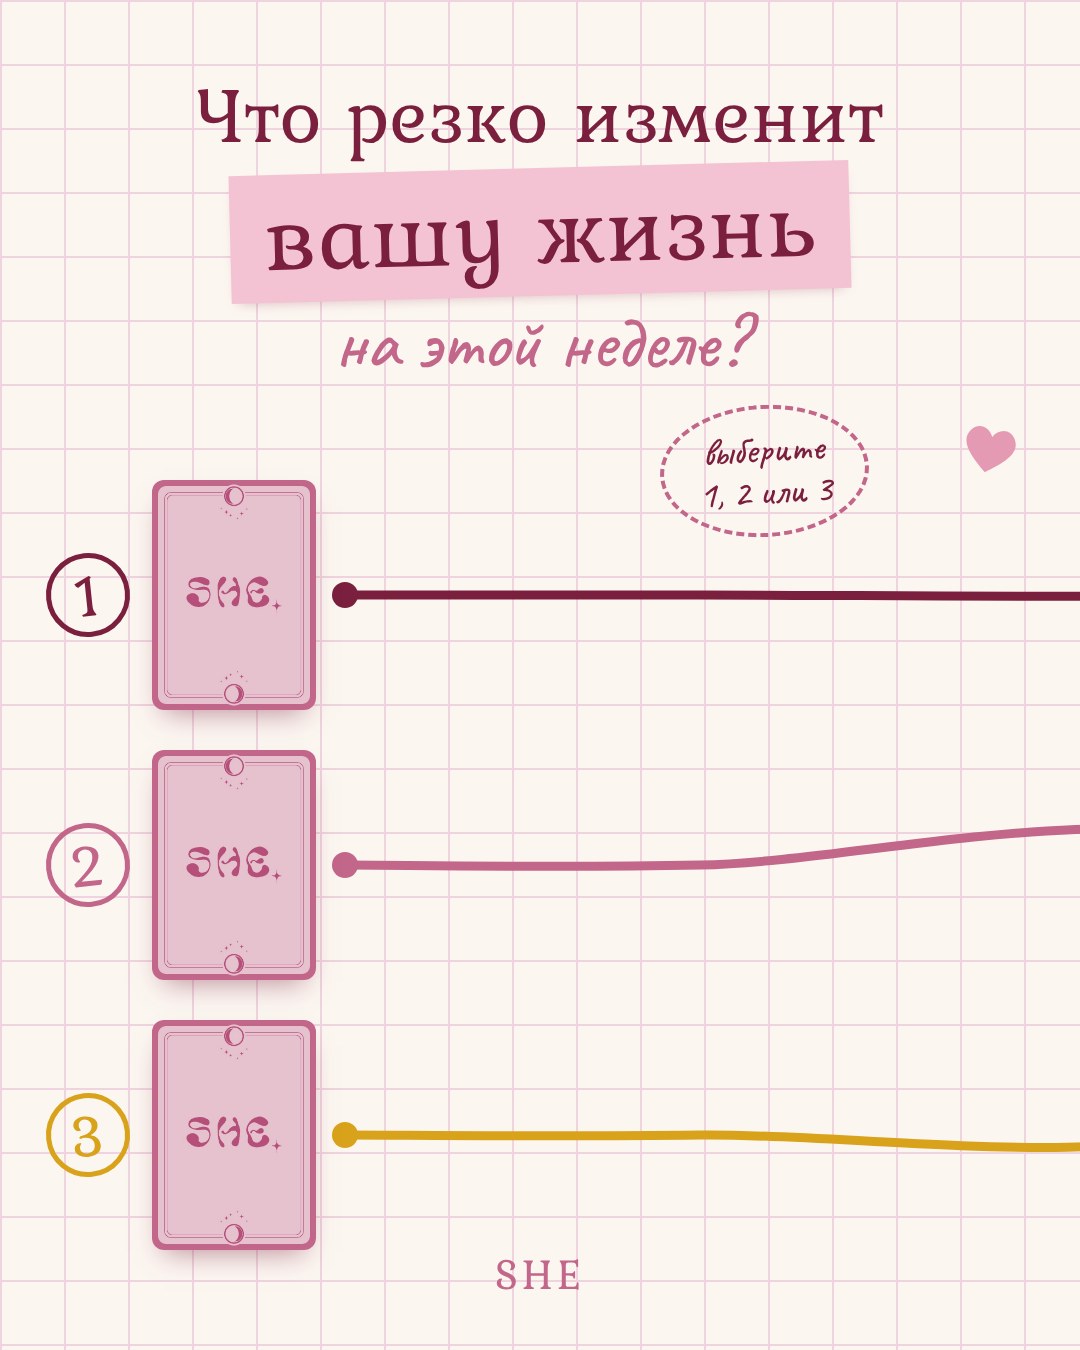 Что резко изменит
вашу жизнь
на этой неделе?
выберите
1, 2 или 3
1
SHE
2
SHE
3
SHE
SHE